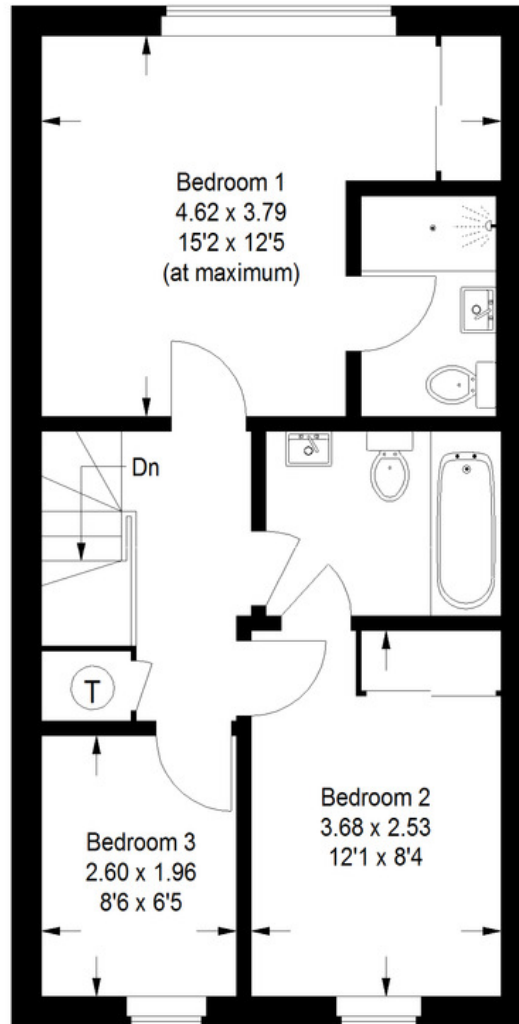 Bedroom 1
4.62 x 3.79
15'2 x 12'5
(at maximum)
Dn
T
Bedroom 2
3.68 x 2.53
12'1 x 8'4
Bedroom 3
2.60 x 1.96
8'6 x 6'5